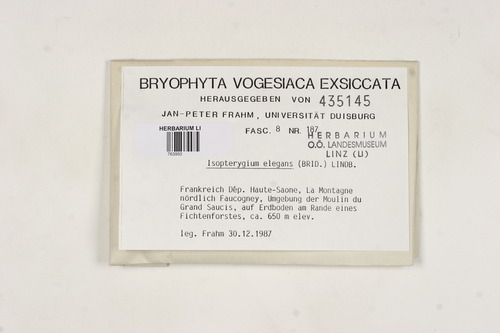 BRYOPHYTA VOGESIACA EXSICCATA
HERAUSGEGEBEN VON 435145
JAN-PETER FRAHM, UNIVERSITÄT DUISBURG
HERBARIUM LI
FASC. 8 NR. 187
HERBARIUM
O.Ö. LANDESMUSEUM
LINZ (LI)
Isopterygium elegans (BRID.) LINDB.
Frankreich Dêp. Haute-Saone, La Montagne
nördlich Faucogney, Umgebung der Moulin du
Grand Saucis, auf Erdboden am Rande eines
Fichtenforstes, ca. 650 m elev.
leg. Frahm 30.12.1987